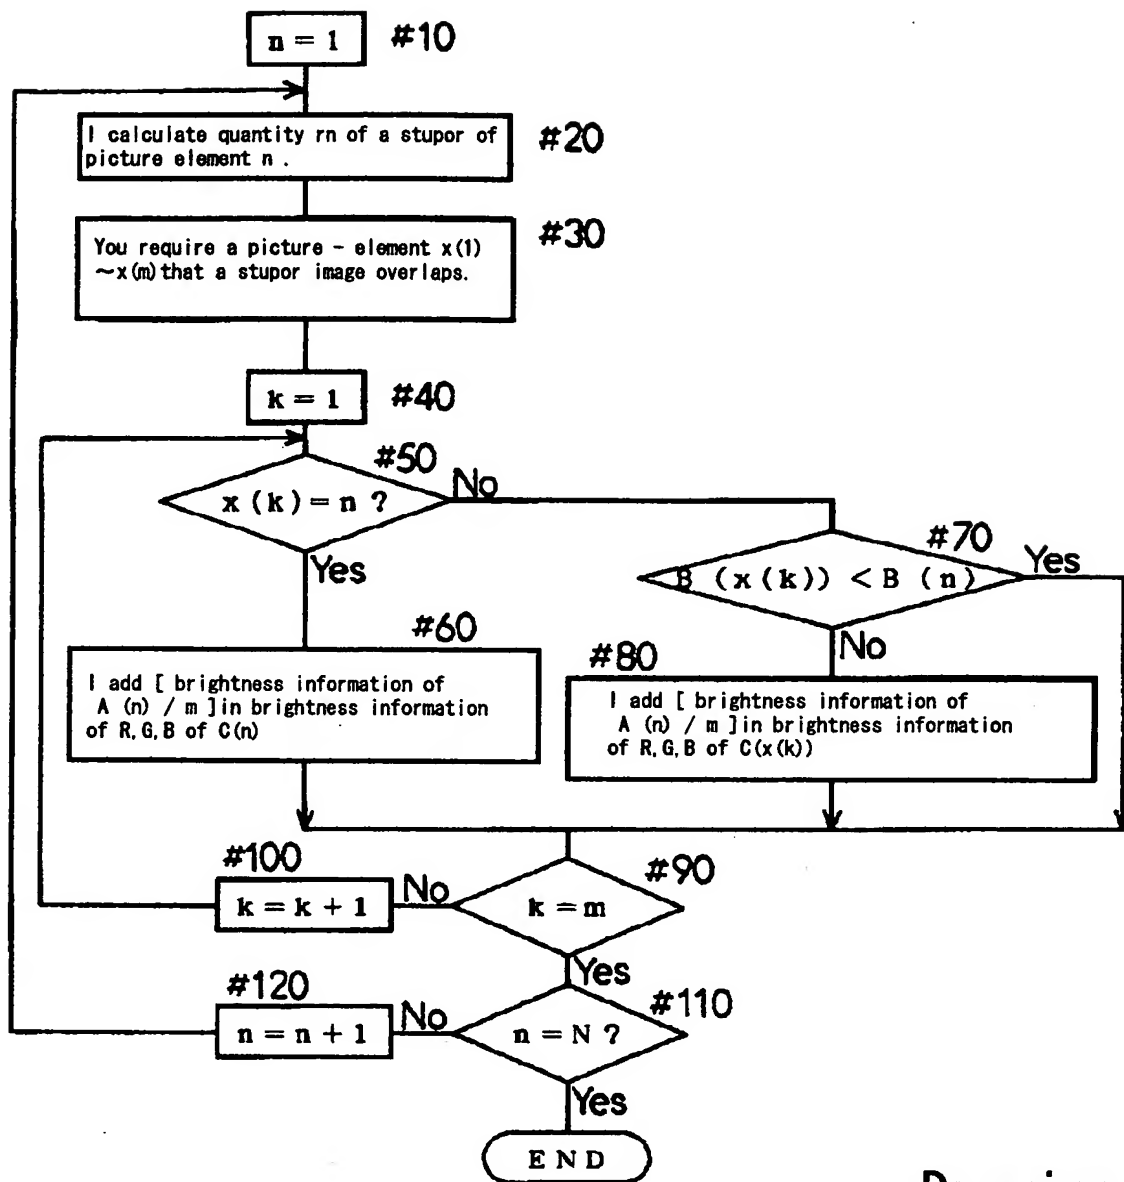 n = 1 #10
I calculate quantity rn of a stupor of
picture element n .
#20
You require a picture - element x(1)
~x(m) that a stupor image overlaps.
#30
k = 1 #40
#50
x (k) = n ?
No
Yes
#70
B (x (k)) < B (n)
Yes
No
#60
I add [ brightness information of
A (n) / m ] in brightness information
of R, G, B of C(n)
#80
I add [ brightness information of
A (n) / m ] in brightness information
of R, G, B of C(x(k))
#100
k = k + 1
No
#90
k = m
Yes
#120
n = n + 1
No
#110
n = N ?
Yes
END